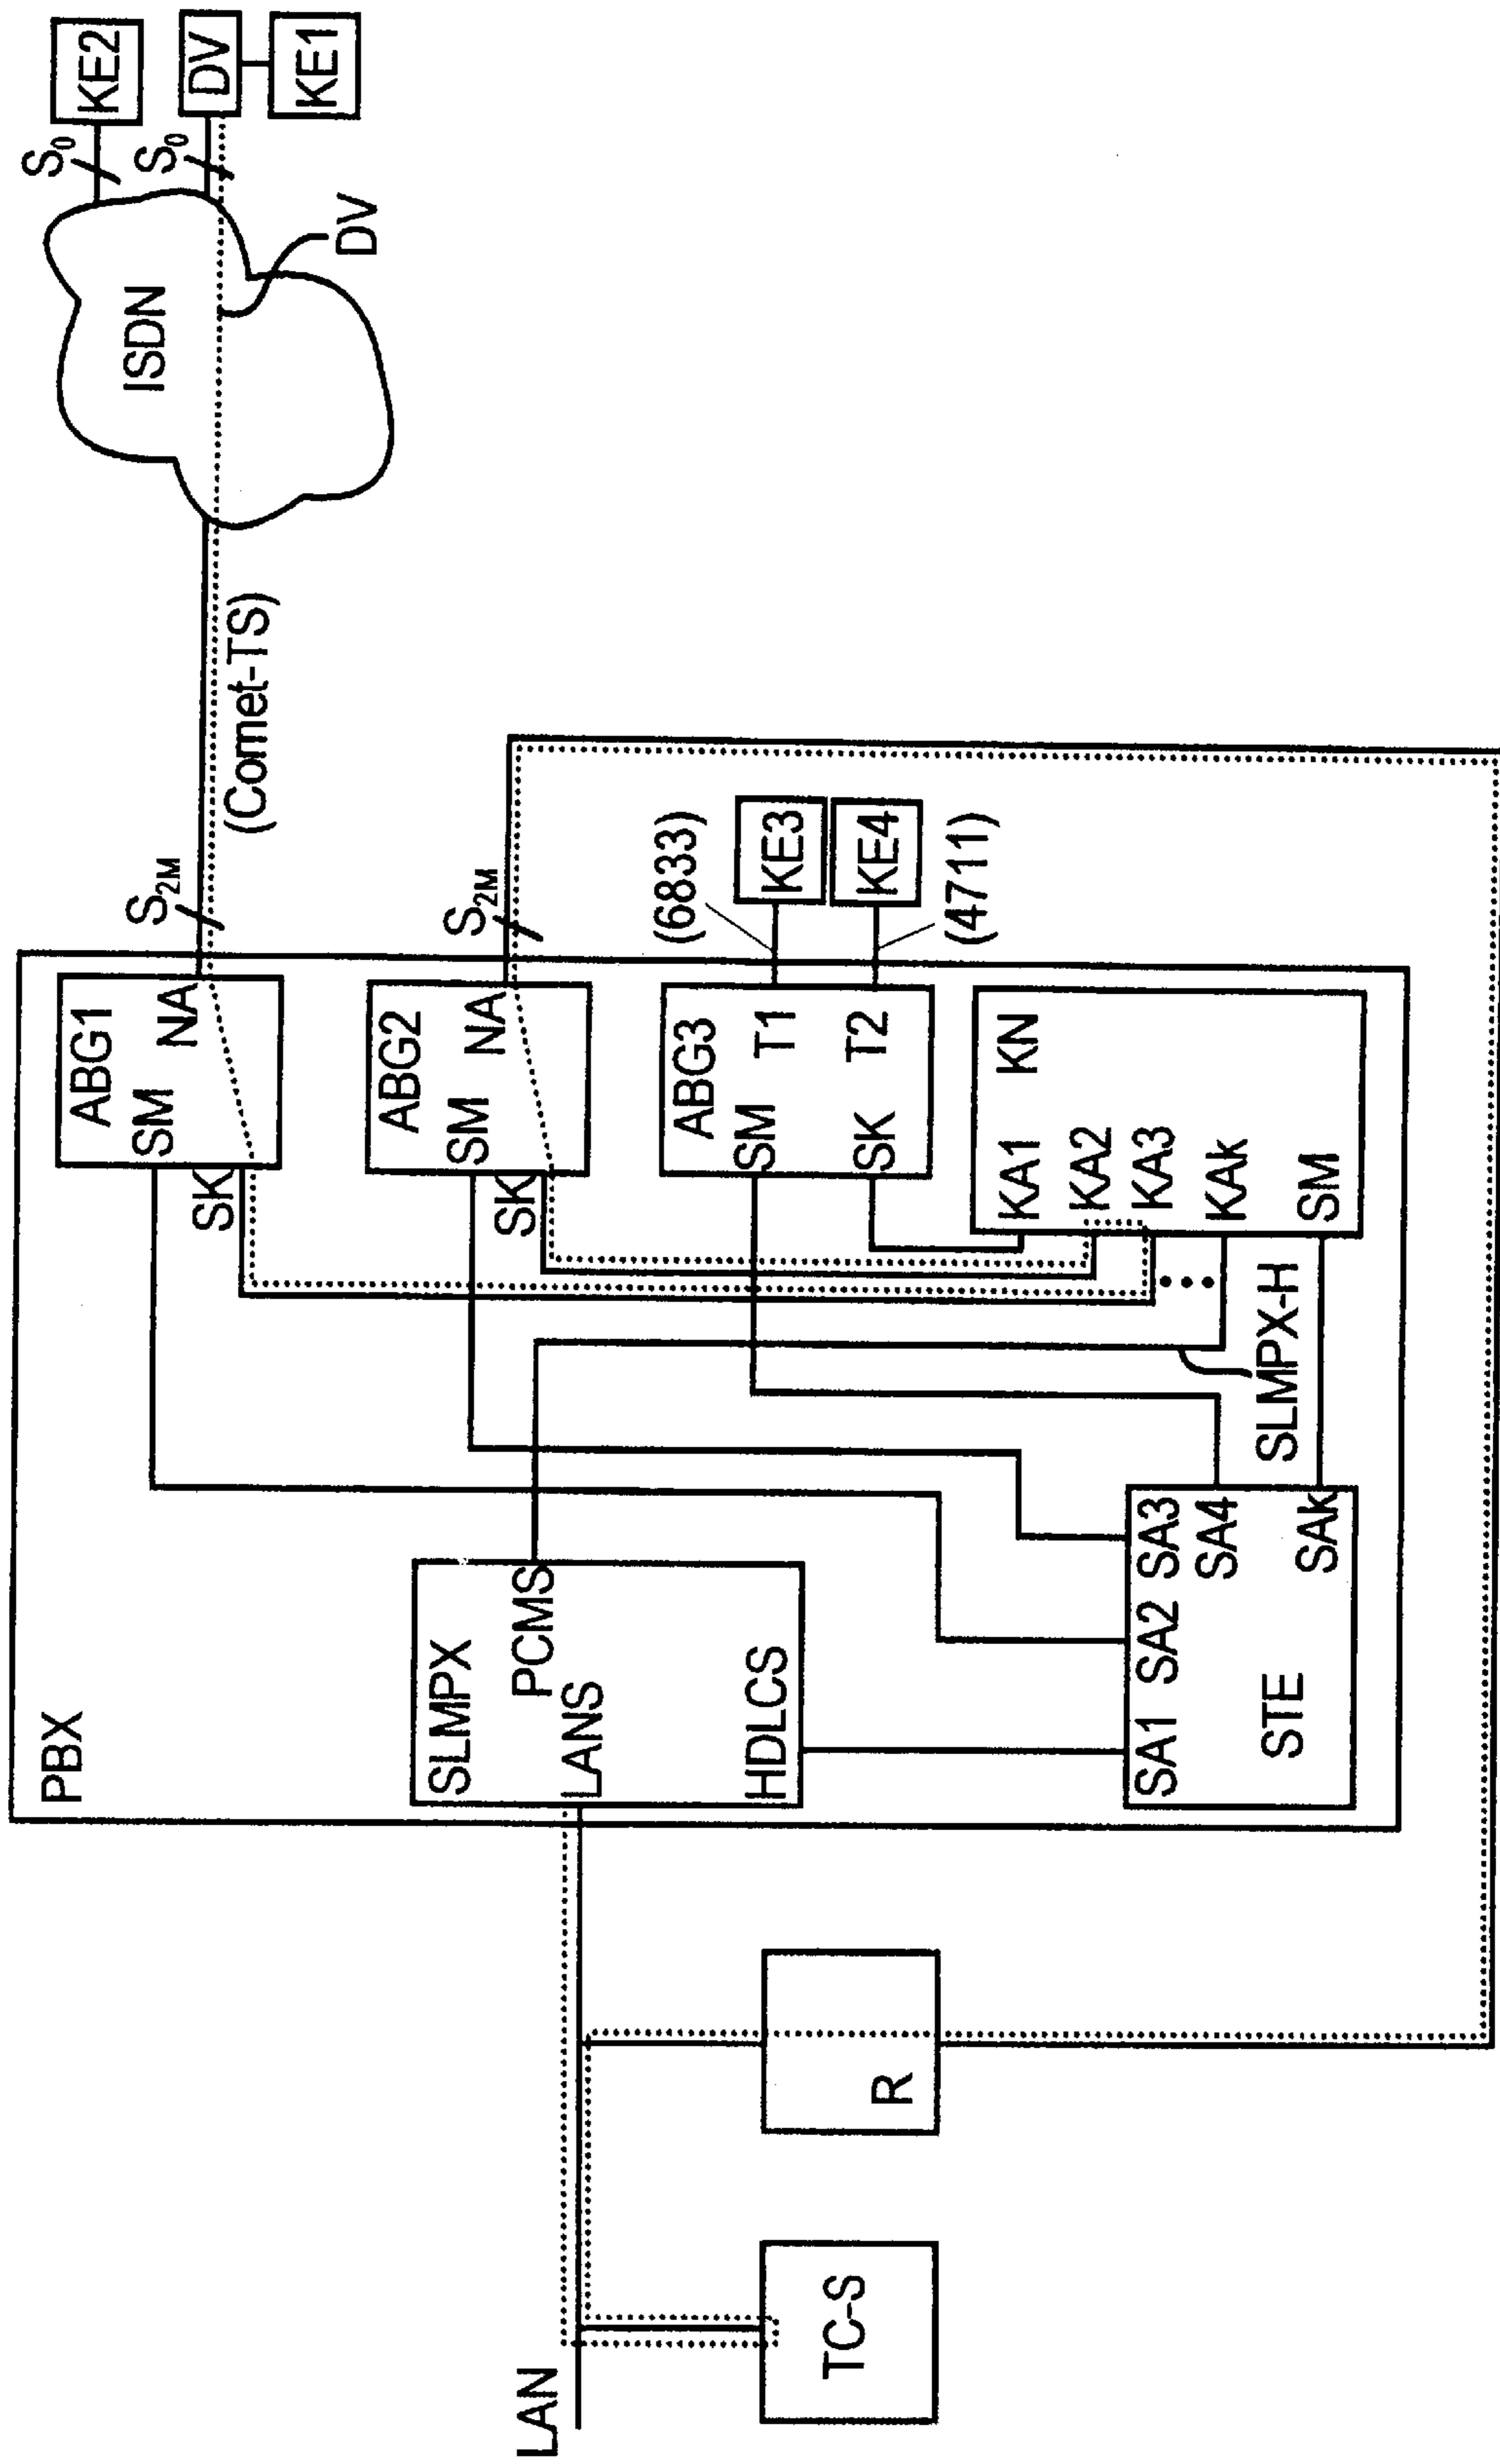 PBX
SLMPX
PCMS
LANS
HDLCS
ABG1
SM
NA
SK
S2M
(Comet-TS)
ISDN
DV
S0
KE2
S0
DV
KE1
ABG2
SM
NA
SK
S2M
ABG3
SM
T1
SK
T2
(6833)
KE3
KE4
(4711)
KN
KA1
KA2
KA3
KAk
SM
SLMPX-H
SA1
SA2
SA3
SA4
SAk
STE
LAN
TC-S
R